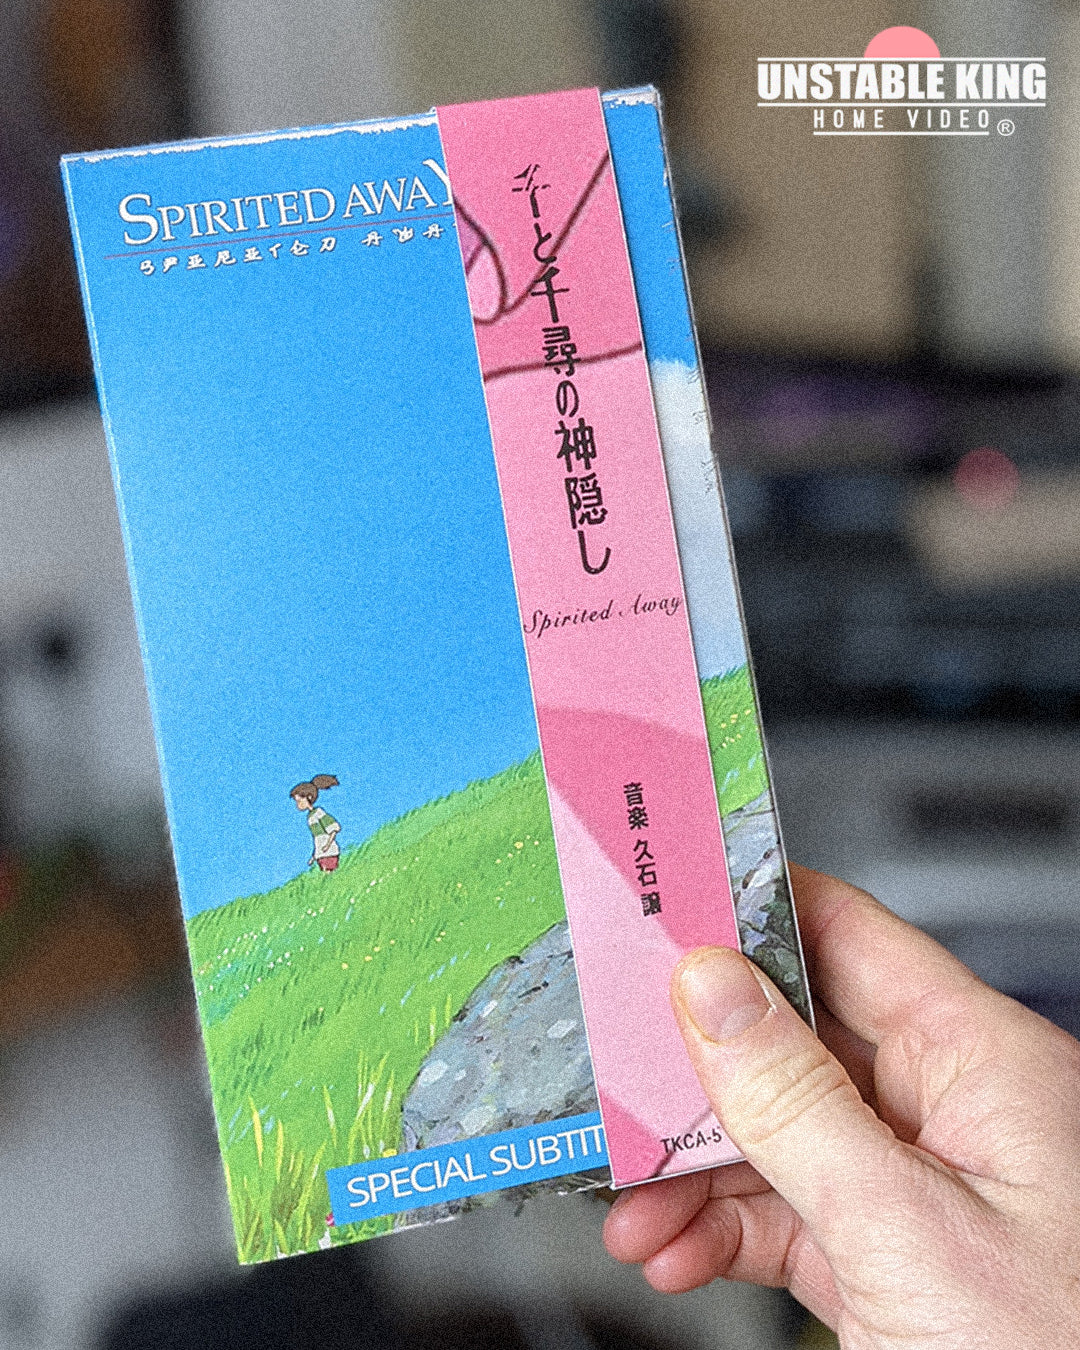 UNSTABLE KING
HOME VIDEO®
SPIRITED AWAY
千と千尋の神隠し
Spirited Away
音楽 久石 譲
TKCA-5
SPECIAL SUBTIT